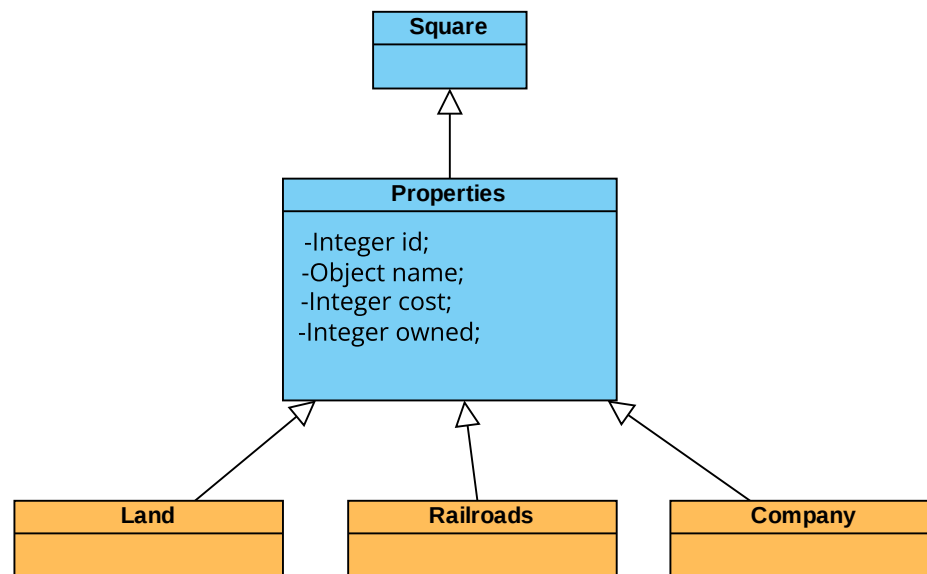 Square
Properties
-Integer id;
-Object name;
-Integer cost;
-Integer owned;
Land
Railroads
Company